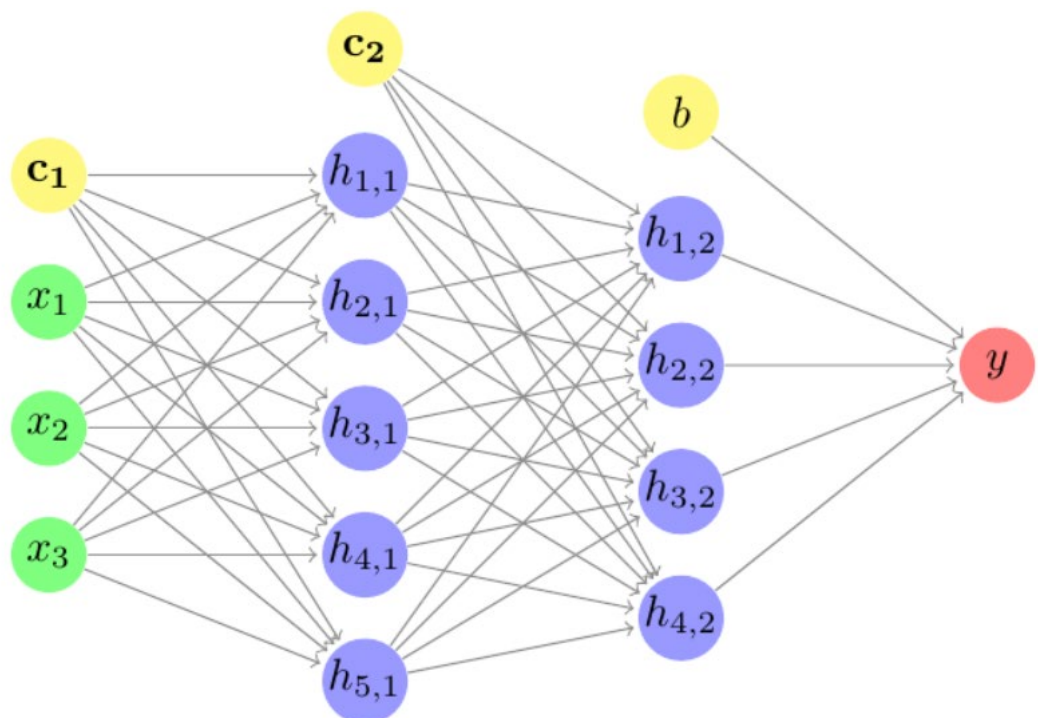 c₁
x₁
x₂
x₃
c₂
h₁,₁
h₂,₁
h₃,₁
h₄,₁
h₅,₁
b
h₁,₂
h₂,₂
h₃,₂
h₄,₂
y